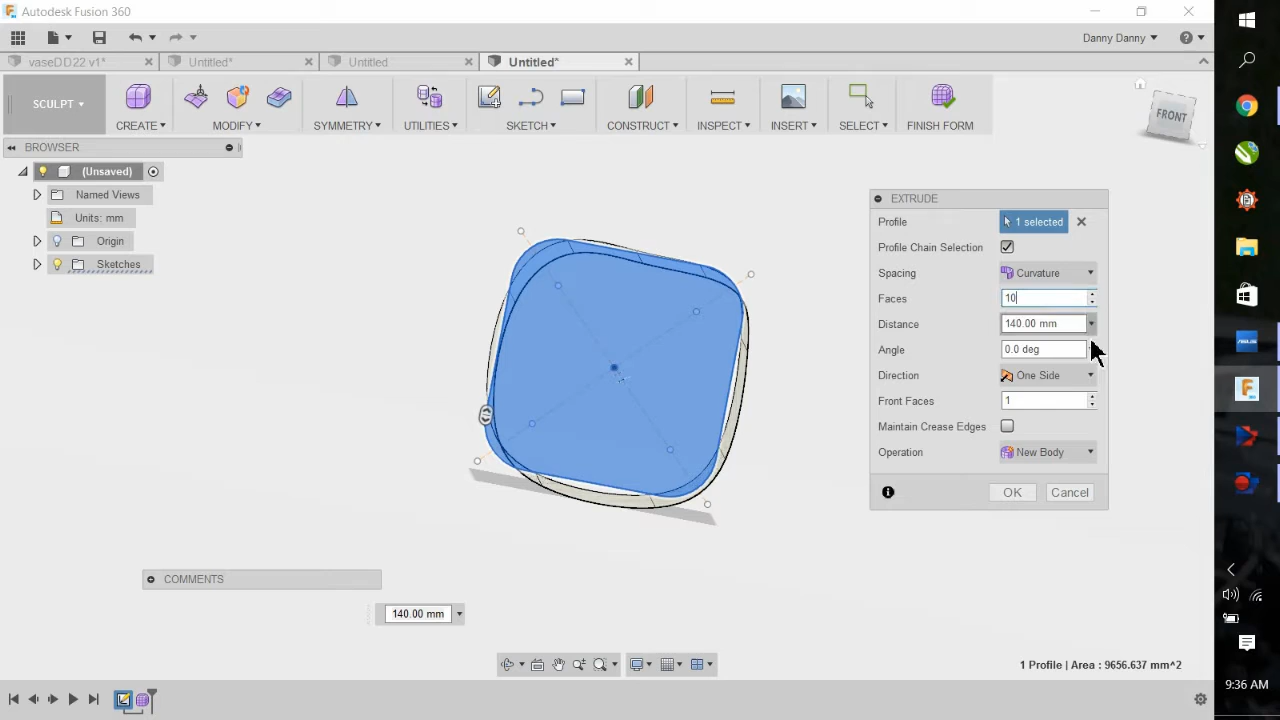 Autodesk Fusion 360
Danny Danny
vaseDD22 v1*
Untitled*
Untitled
Untitled*
SCULPT
CREATE
MODIFY
SYMMETRY
UTILITIES
SKETCH
CONSTRUCT
INSPECT
INSERT
SELECT
FINISH FORM
FRONT
BROWSER
(Unsaved)
Named Views
Units: mm
Origin
Sketches
EXTRUDE
Profile 1 selected
Profile Chain Selection
Spacing Curvature
Faces 10
Distance 140.00 mm
Angle 0.0 deg
Direction One Side
Front Faces 1
Maintain Crease Edges
Operation New Body
OK Cancel
COMMENTS
140.00 mm
1 Profile | Area : 9656.637 mm^2
9:36 AM